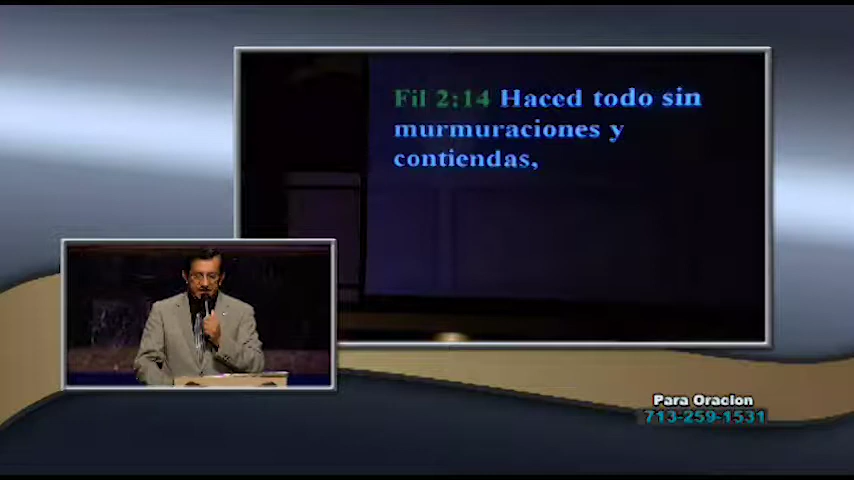 Fil 2:14 Haced todo sin
murmuraciones y
contiendas,
Para Oracion
713-259-1531